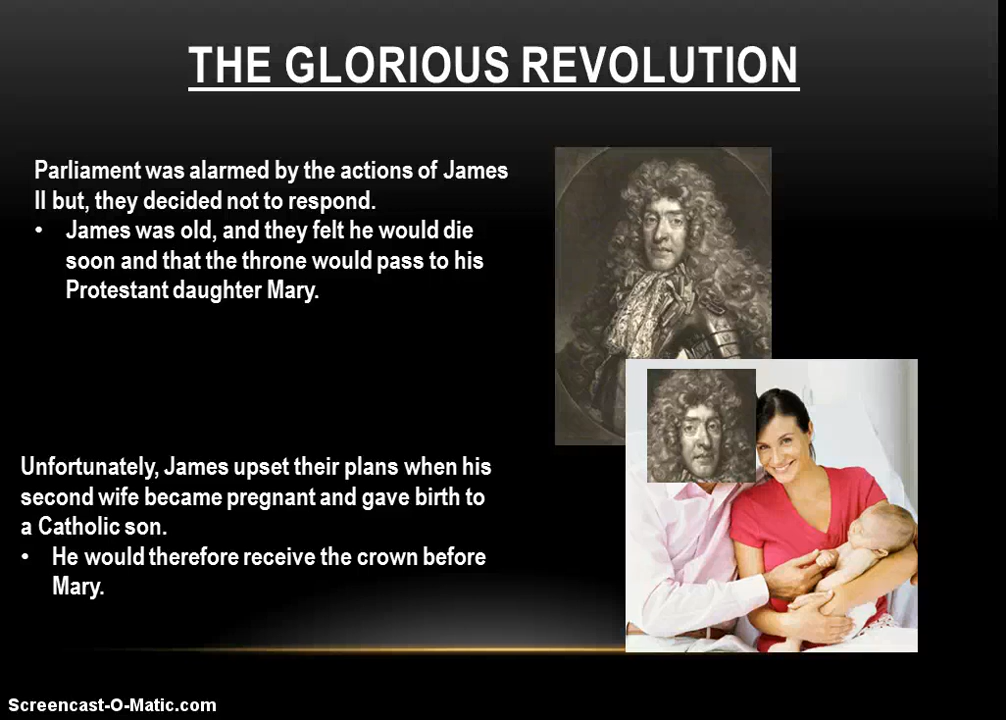 THE GLORIOUS REVOLUTION
Parliament was alarmed by the actions of James
II but, they decided not to respond.
• James was old, and they felt he would die
soon and that the throne would pass to his
Protestant daughter Mary.
Unfortunately, James upset their plans when his
second wife became pregnant and gave birth to
a Catholic son.
• He would therefore receive the crown before
Mary.
Screencast-O-Matic.com